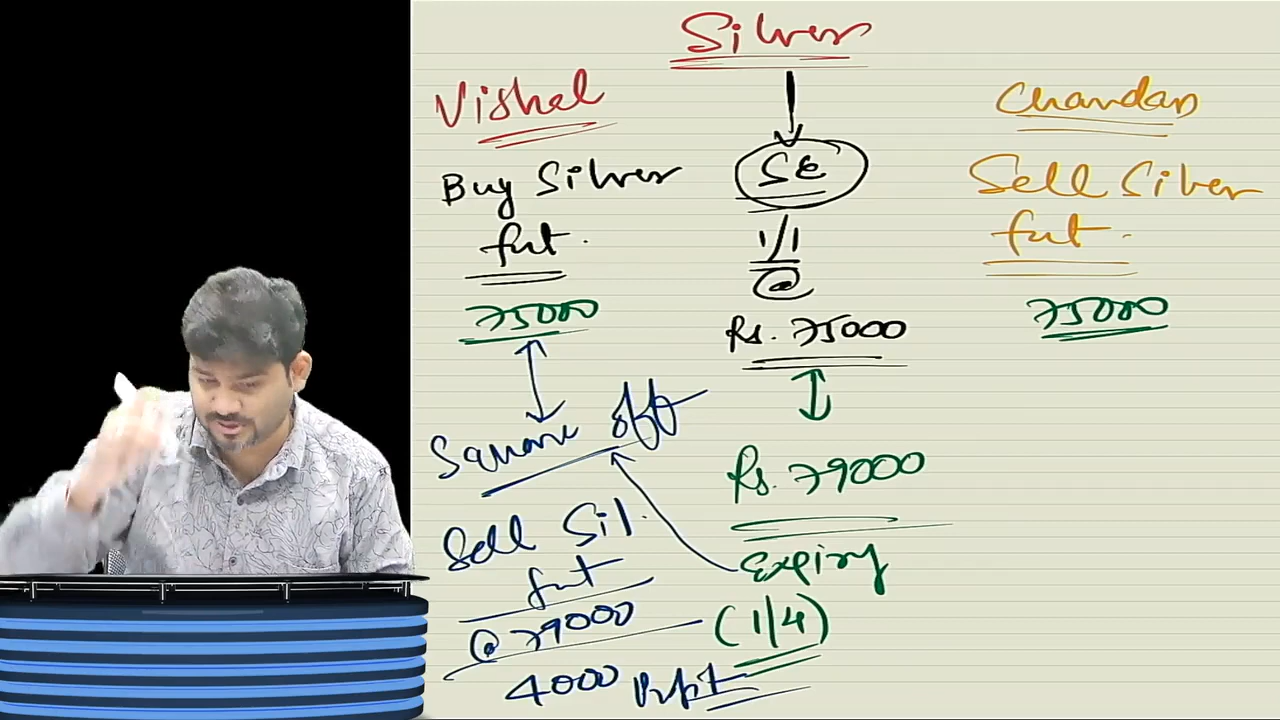 Silver
Vishal
Buy Silver
fut.
75000
Square off
Sell Sil.
fut
@ 79000
4000 Profit
SE
1/1
@
Rs. 75000
Rs. 79000
Expiry
(1/4)
Chandan
Sell Silver
fut.
75000